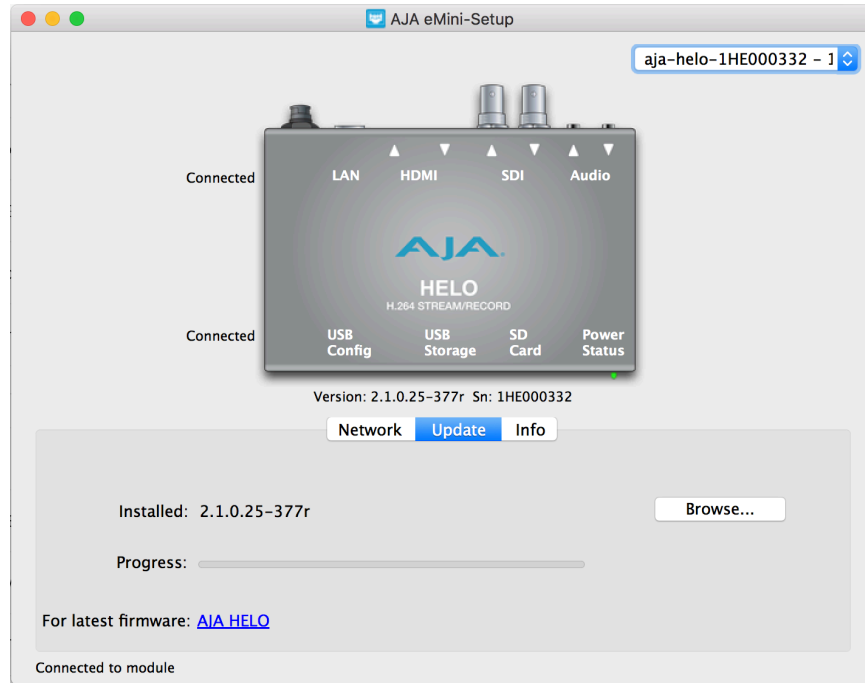 AJA eMini-Setup
aja-helo-1HE000332 – 1
Connected
LAN HDMI SDI Audio
AJA
HELO
H.264 STREAM/RECORD
Connected
USB Config
USB Storage
SD Card
Power Status
Version: 2.1.0.25-377r Sn: 1HE000332
Network Update Info
Installed: 2.1.0.25-377r
Browse...
Progress:
For latest firmware: AJA HELO
Connected to module